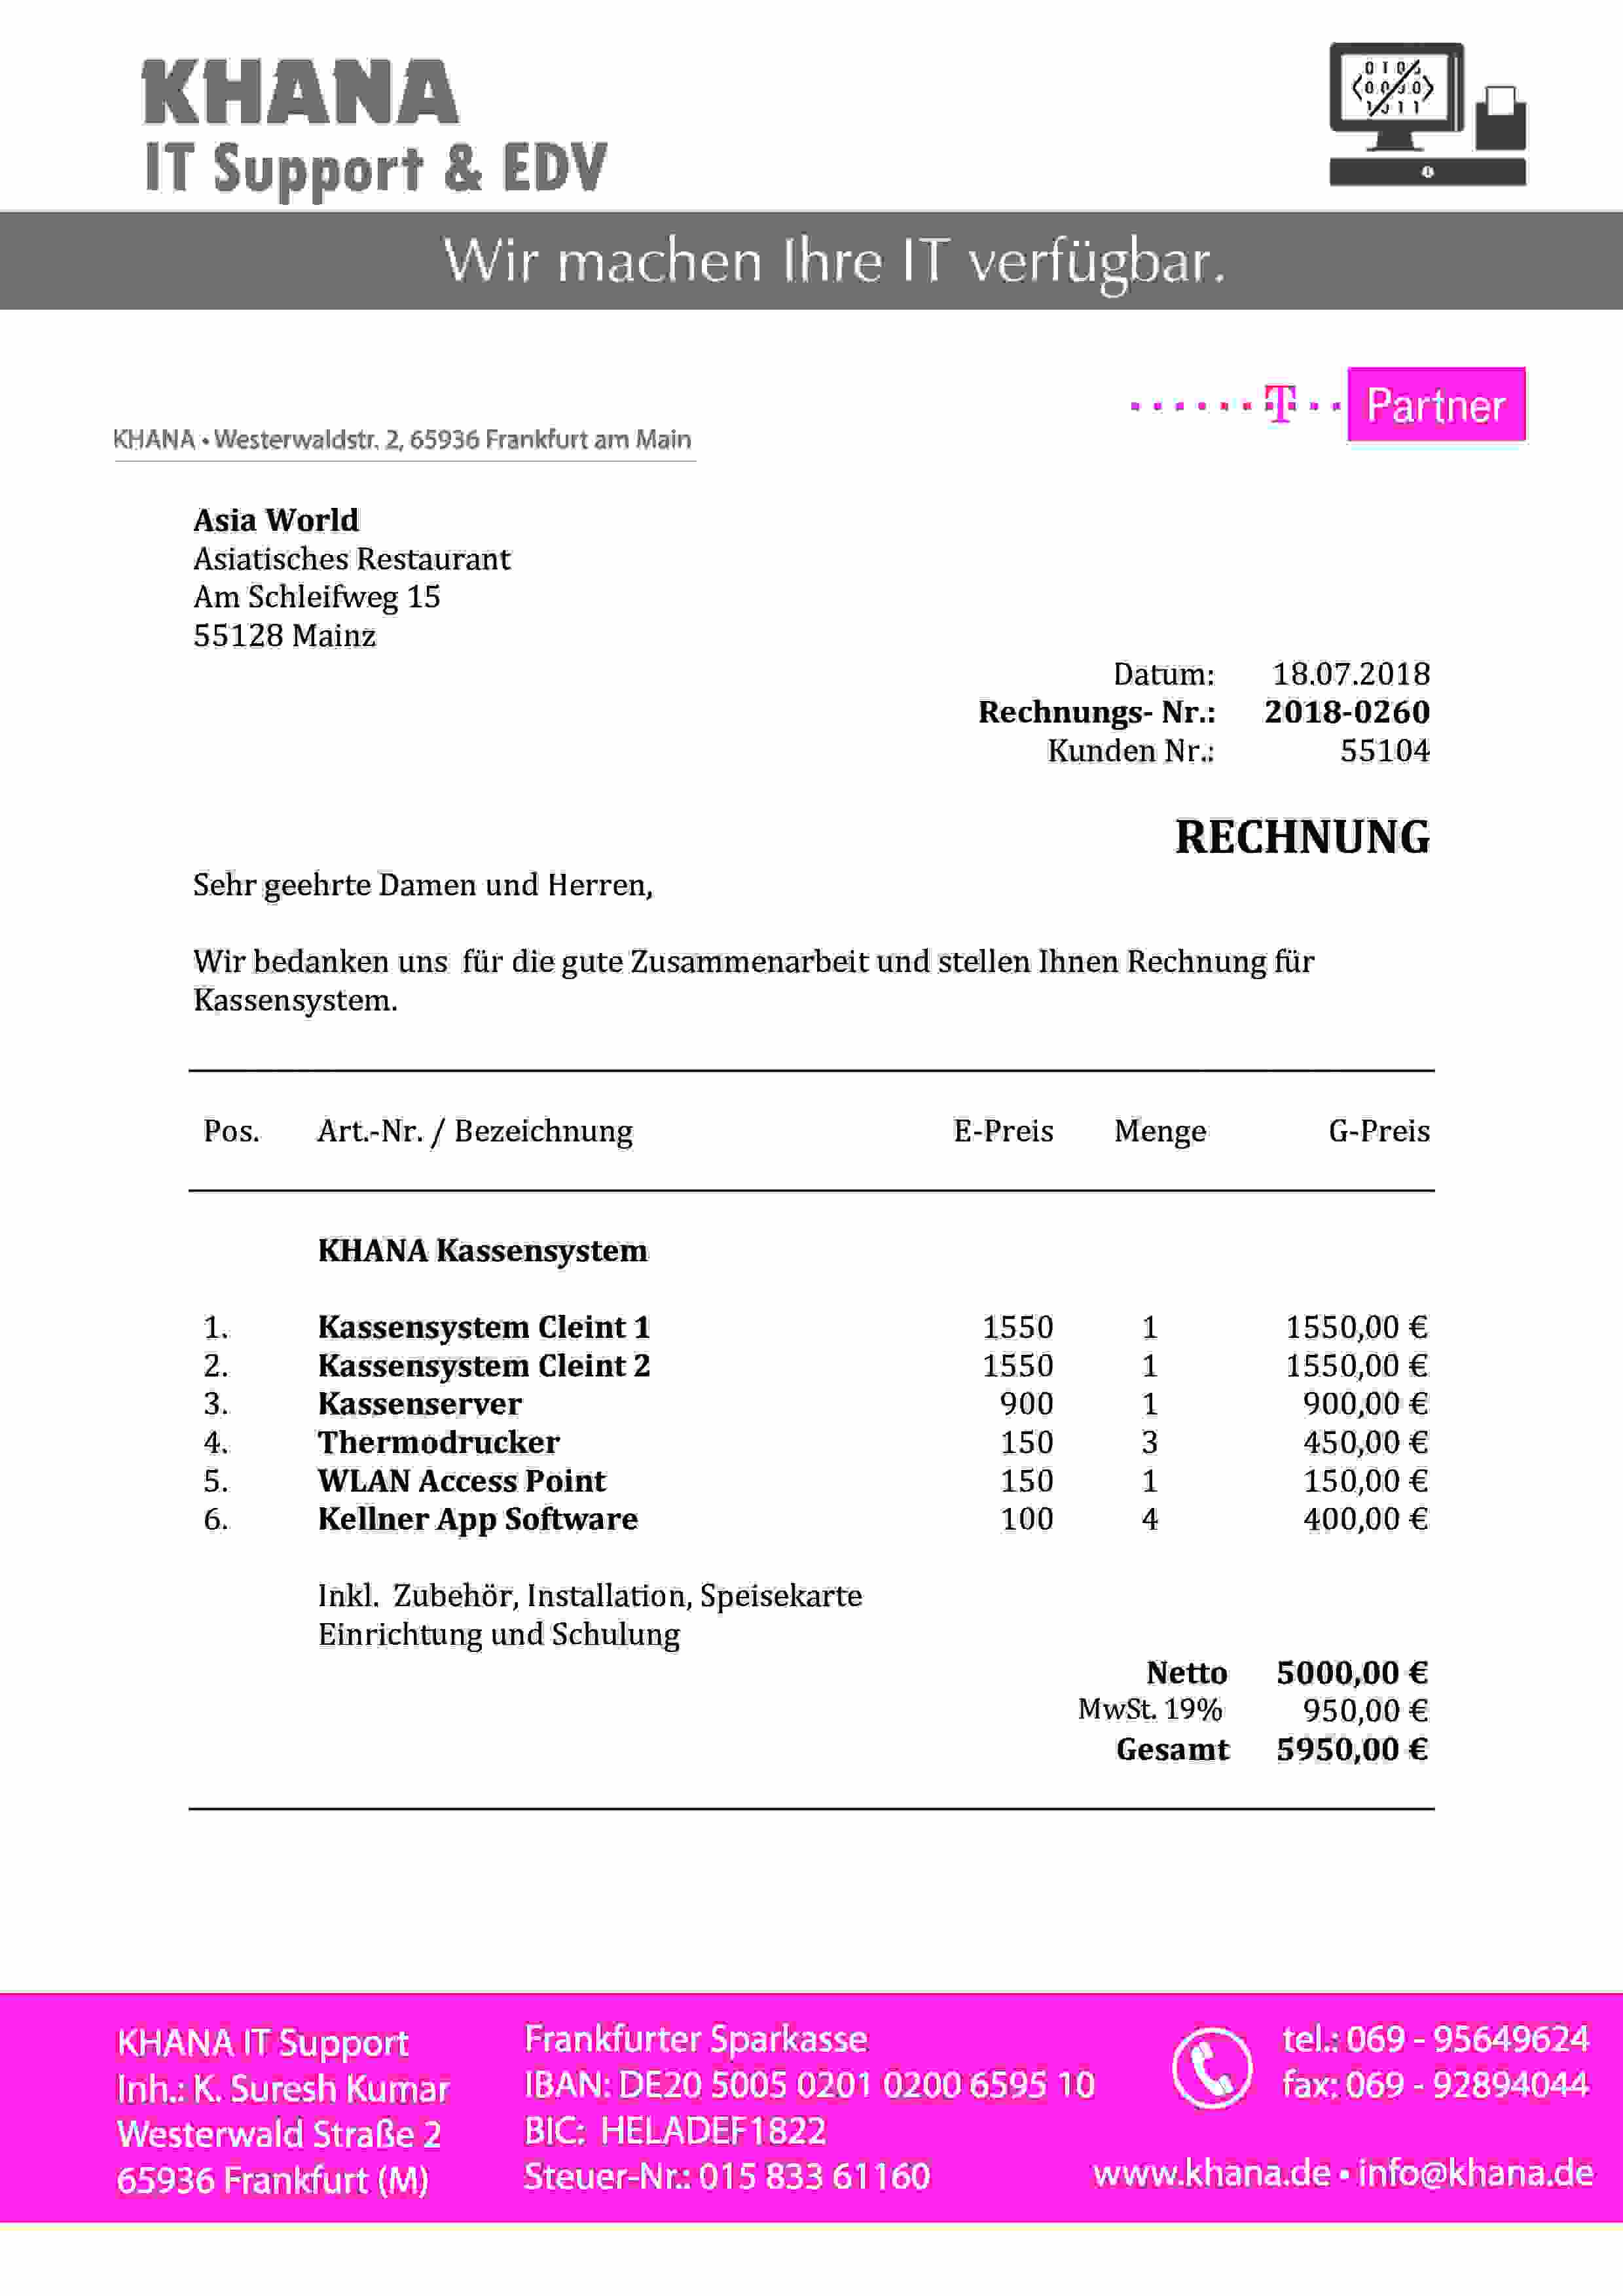 KHANA
IT Support & EDV
Wir machen Ihre IT verfügbar.
T Partner
KHANA • Westerwaldstr. 2, 65936 Frankfurt am Main
Asia World
Asiatisches Restaurant
Am Schleifweg 15
55128 Mainz
Datum: 18.07.2018
Rechnungs- Nr.: 2018-0260
Kunden Nr.: 55104
RECHNUNG
Sehr geehrte Damen und Herren,
Wir bedanken uns für die gute Zusammenarbeit und stellen Ihnen Rechnung für
Kassensystem.
Pos. Art.-Nr. / Bezeichnung E-Preis Menge G-Preis
KHANA Kassensystem
1. Kassensystem Cleint 1 1550 1 1550,00 €
2. Kassensystem Cleint 2 1550 1 1550,00 €
3. Kassenserver 900 1 900,00 €
4. Thermodrucker 150 3 450,00 €
5. WLAN Access Point 150 1 150,00 €
6. Kellner App Software 100 4 400,00 €
Inkl. Zubehör, Installation, Speisekarte
Einrichtung und Schulung
Netto 5000,00 €
MwSt. 19% 950,00 €
Gesamt 5950,00 €
KHANA IT Support
Inh.: K. Suresh Kumar
Westerwald Straße 2
65936 Frankfurt (M)
Frankfurter Sparkasse
IBAN: DE20 5005 0201 0200 6595 10
BIC: HELADEF1822
Steuer-Nr.: 015 833 61160
tel.: 069 - 95649624
fax: 069 - 92894044
www.khana.de • info@khana.de